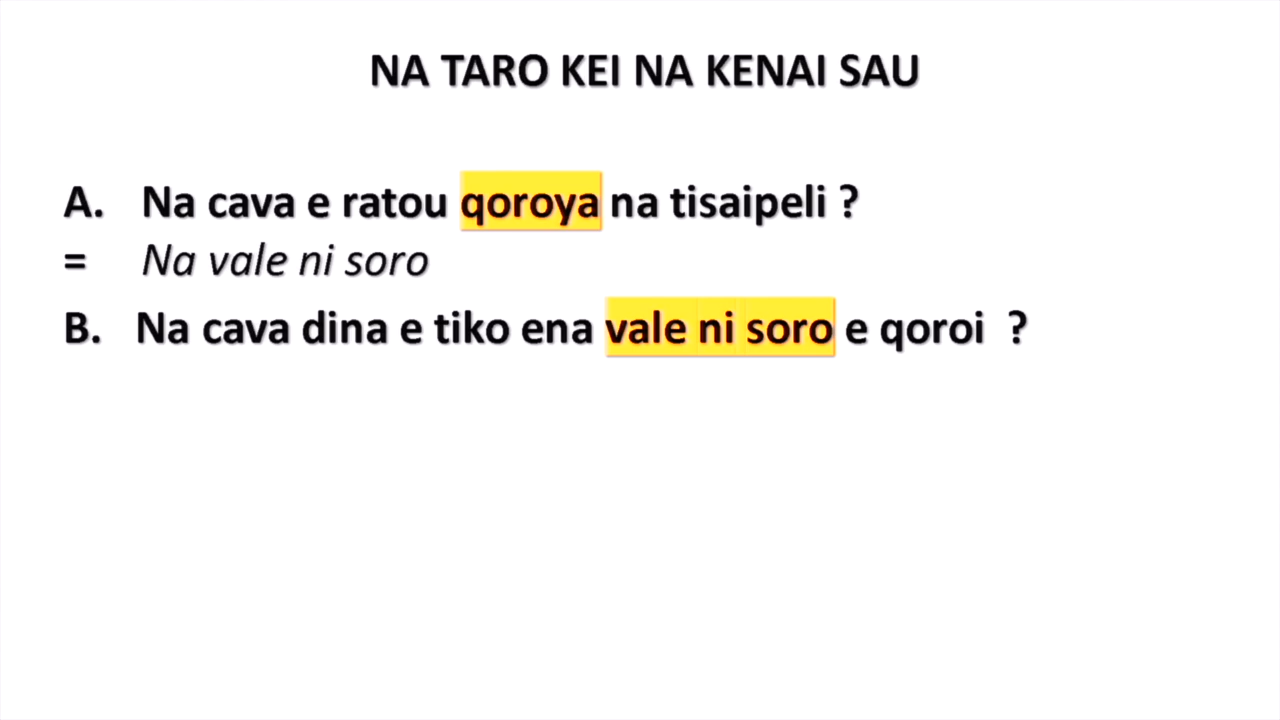 NA TARO KEI NA KENAI SAU
A. Na cava e ratou qoroya na tisaipeli ?
= Na vale ni soro
B. Na cava dina e tiko ena vale ni soro e qoroi ?